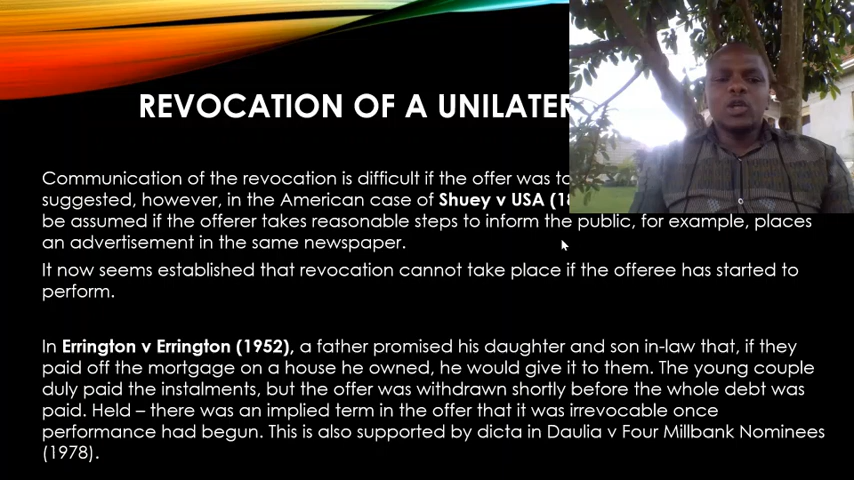 REVOCATION OF A UNILATER
Communication of the revocation is difficult if the offer was to
suggested, however, in the American case of Shuey v USA (18
be assumed if the offerer takes reasonable steps to inform the public, for example, places
an advertisement in the same newspaper.
It now seems established that revocation cannot take place if the offeree has started to
perform.
In Errington v Errington (1952), a father promised his daughter and son in-law that, if they
paid off the mortgage on a house he owned, he would give it to them. The young couple
duly paid the instalments, but the offer was withdrawn shortly before the whole debt was
paid. Held – there was an implied term in the offer that it was irrevocable once
performance had begun. This is also supported by dicta in Daulia v Four Millbank Nominees
(1978).